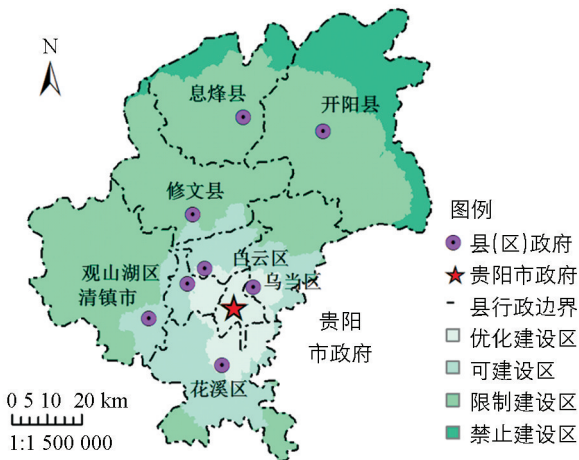 N
息烽县
开阳县
修文县
白云区
观山湖区
乌当区
清镇市
贵阳
市政府
花溪区
0 5 10 20 km
1:1 500 000
图例
县(区)政府
贵阳市政府
县行政边界
优化建设区
可建设区
限制建设区
禁止建设区